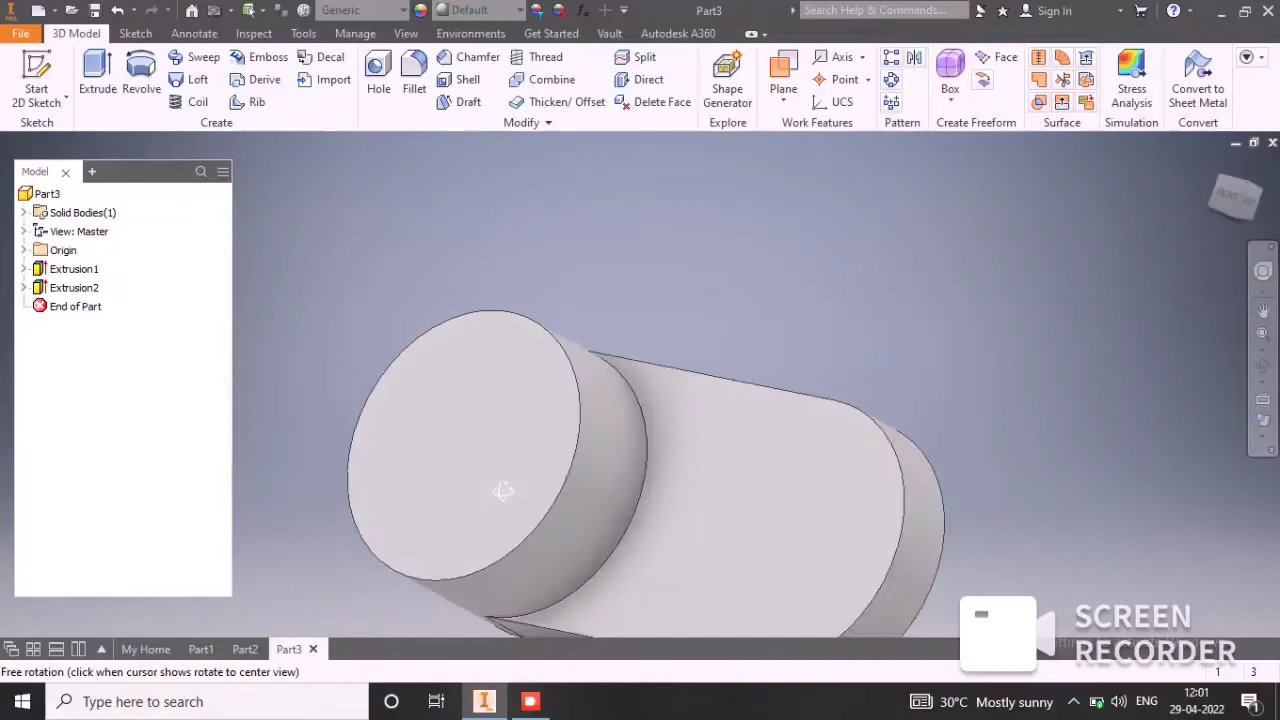 Generic Default Part3 Search Help & Commands... Sign In
File 3D Model Sketch Annotate Inspect Tools Manage View Environments Get Started Vault Autodesk A360
Start
2D Sketch
Extrude
Revolve
Sweep
Loft
Coil
Emboss
Derive
Rib
Decal
Import
Hole
Fillet
Chamfer
Shell
Draft
Thread
Combine
Thicken/ Offset
Split
Direct
Delete Face
Shape
Generator
Plane
Axis
Point
UCS
Box
Face
Stress
Analysis
Convert to
Sheet Metal
Sketch Create Modify Explore Work Features Pattern Create Freeform Surface Simulation Convert
Model
Part3
Solid Bodies(1)
View: Master
Origin
Extrusion1
Extrusion2
End of Part
SCREEN
RECORDER
My Home Part1 Part2 Part3
Free rotation (click when cursor shows rotate to center view) 1 3
Type here to search 30°C Mostly sunny ENG 12:01
29-04-2022